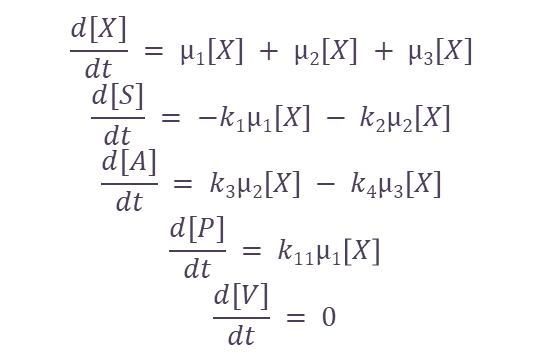 d[X]/dt = μ₁[X] + μ₂[X] + μ₃[X]
d[S]/dt = −k₁μ₁[X] − k₂μ₂[X]
d[A]/dt = k₃μ₂[X] − k₄μ₃[X]
d[P]/dt = k₁₁μ₁[X]
d[V]/dt = 0